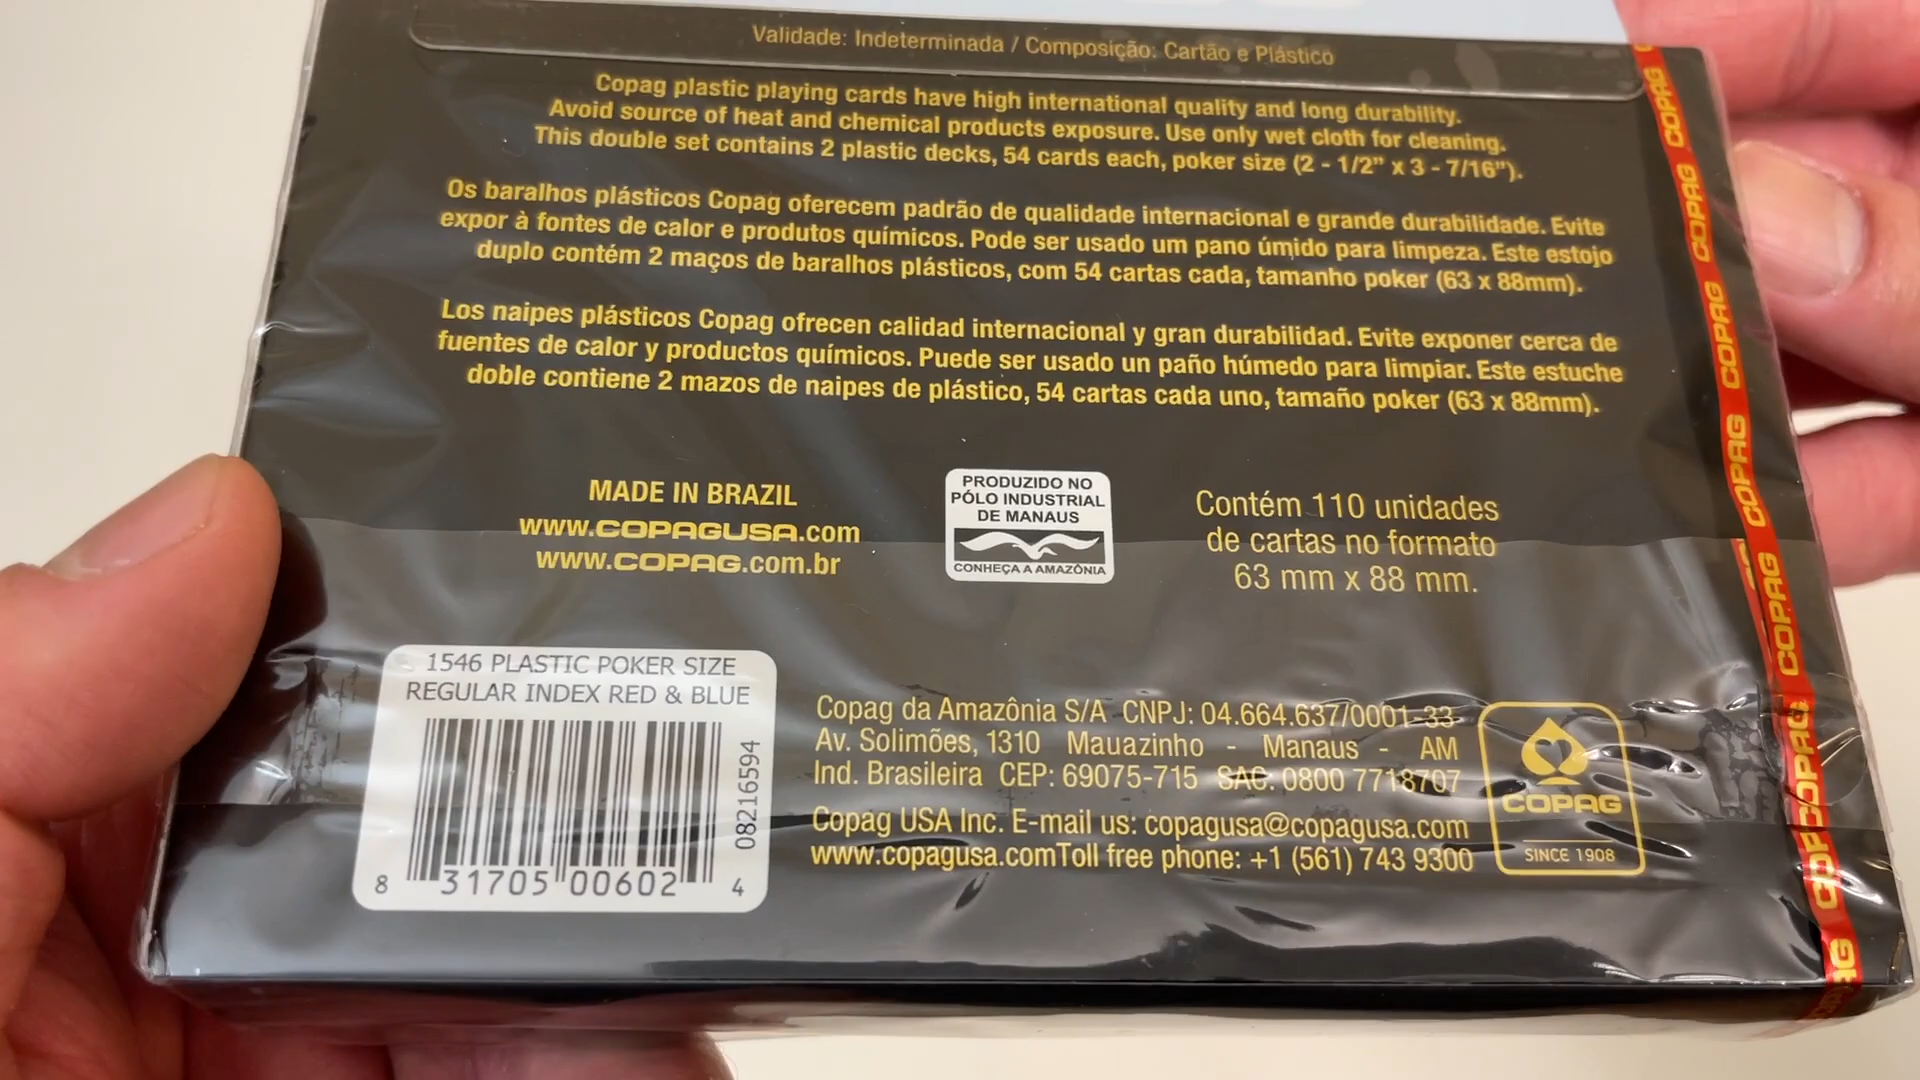 Validade: Indeterminada / Composição: Cartão e Plástico
Copag plastic playing cards have high international quality and long durability.
Avoid source of heat and chemical products exposure. Use only wet cloth for cleaning.
This double set contains 2 plastic decks, 54 cards each, poker size (2 - 1/2” x 3 - 7/16”).
Os baralhos plásticos Copag oferecem padrão de qualidade internacional e grande durabilidade. Evite
expor à fontes de calor e produtos químicos. Pode ser usado um pano úmido para limpeza. Este estojo
duplo contém 2 maços de baralhos plásticos, com 54 cartas cada, tamanho poker (63 x 88mm).
Los naipes plásticos Copag ofrecen calidad internacional y gran durabilidad. Evite exponer cerca de
fuentes de calor y productos químicos. Puede ser usado un paño húmedo para limpiar. Este estuche
doble contiene 2 mazos de naipes de plástico, 54 cartas cada uno, tamaño poker (63 x 88mm).
MADE IN BRAZIL
www.COPAGUSA.com
www.COPAG.com.br
PRODUZIDO NO
PÓLO INDUSTRIAL
DE MANAUS
CONHEÇA A AMAZÔNIA
Contém 110 unidades
de cartas no formato
63 mm x 88 mm.
1546 PLASTIC POKER SIZE
REGULAR INDEX RED & BLUE
8 31705 00602 4
08216594
Copag da Amazônia S/A CNPJ: 04.664.637/0001-33
Av. Solimões, 1310 Mauazinho - Manaus - AM
Ind. Brasileira CEP: 69075-715 SAC: 0800 7718707
Copag USA Inc. E-mail us: copagusa@copagusa.com
www.copagusa.comToll free phone: +1 (561) 743 9300
COPAG
SINCE 1908
COPAG COPAG COPAG COPAG COPAG COPAG COPAG COPAG